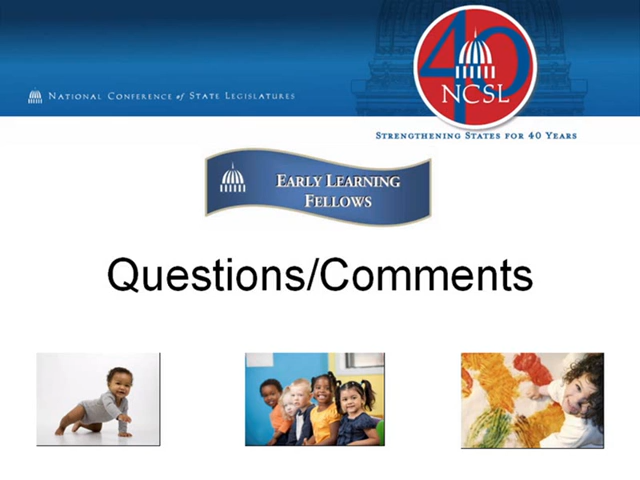 NATIONAL CONFERENCE of STATE LEGISLATURES
40
NCSL
STRENGTHENING STATES FOR 40 YEARS
EARLY LEARNING
FELLOWS
Questions/Comments